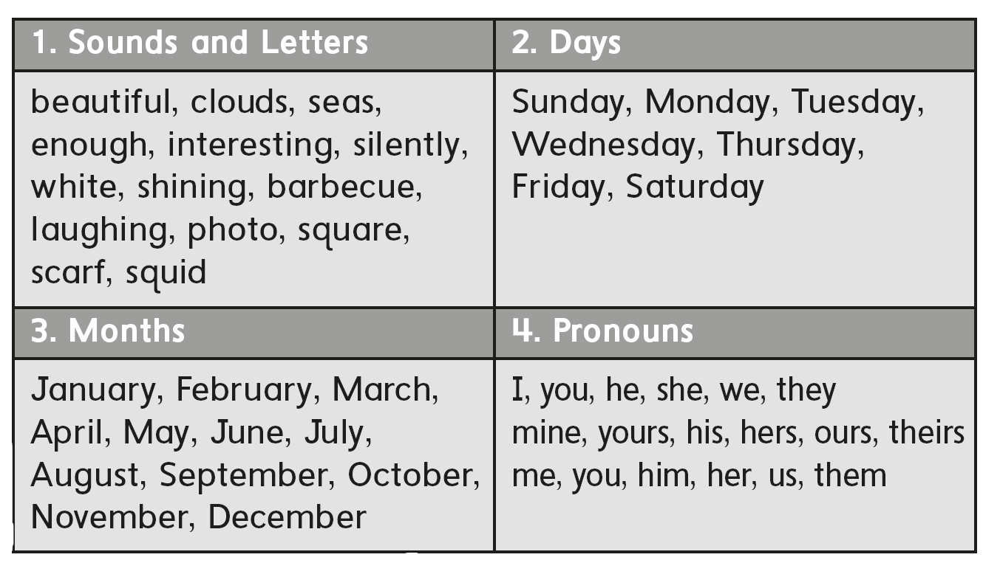 1. Sounds and Letters
beautiful, clouds, seas,
enough, interesting, silently,
white, shining, barbecue,
laughing, photo, square,
scarf, squid
2. Days
Sunday, Monday, Tuesday,
Wednesday, Thursday,
Friday, Saturday
3. Months
January, February, March,
April, May, June, July,
August, September, October,
November, December
4. Pronouns
I, you, he, she, we, they
mine, yours, his, hers, ours, theirs
me, you, him, her, us, them